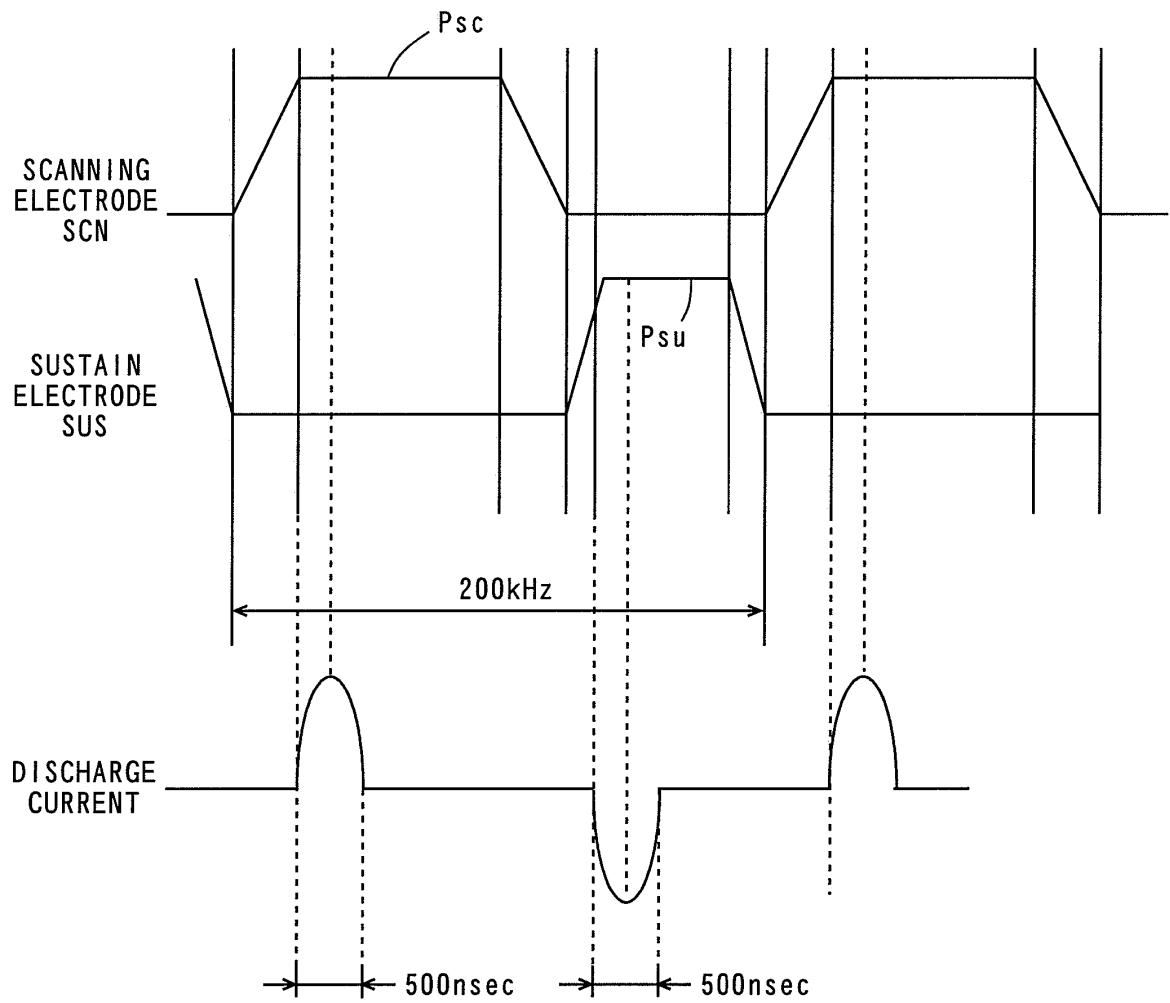 Psc
SCANNING
ELECTRODE
SCN
Psu
SUSTAIN
ELECTRODE
SUS
200kHz
DISCHARGE
CURRENT
500nsec
500nsec